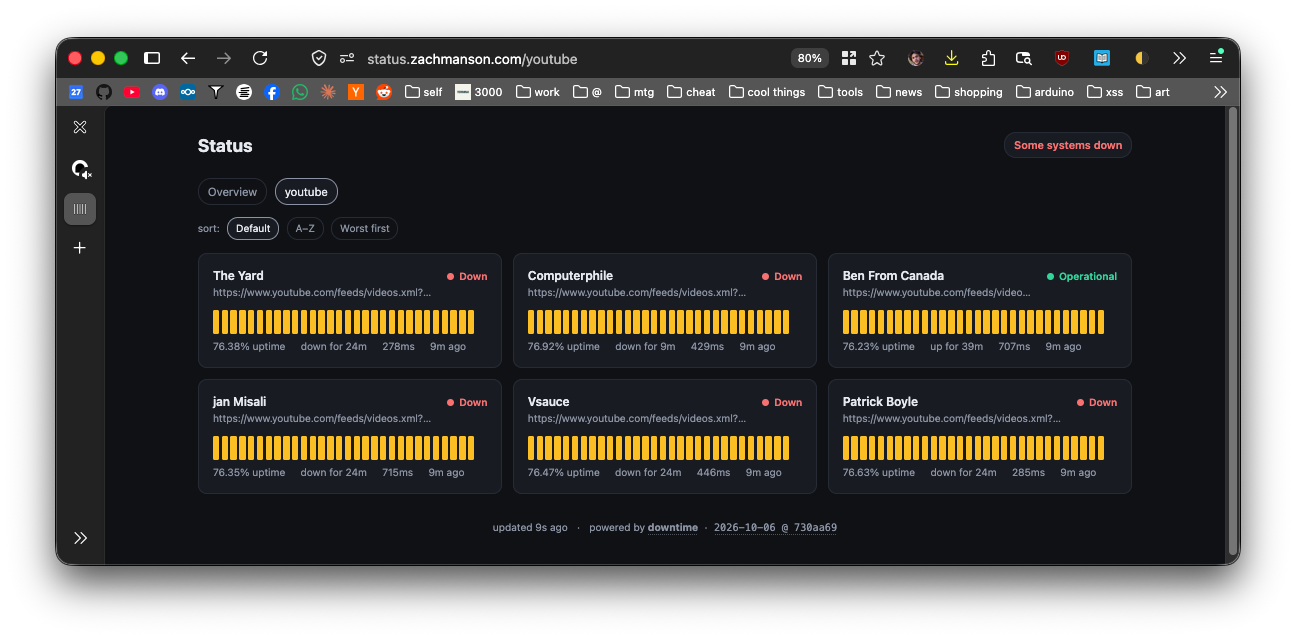 status.zachmanson.com/youtube
80%
27
self
3000
work
@
mtg
cheat
cool things
tools
news
shopping
arduino
xss
art
Status
Some systems down
Overview
youtube
sort:
Default
A–Z
Worst first
The Yard
Down
https://www.youtube.com/feeds/videos.xml?...
76.38% uptime down for 24m 278ms 9m ago
Computerphile
Down
https://www.youtube.com/feeds/videos.xml?...
76.92% uptime down for 9m 429ms 9m ago
Ben From Canada
Operational
https://www.youtube.com/feeds/video...
76.23% uptime up for 39m 707ms 9m ago
jan Misali
Down
https://www.youtube.com/feeds/videos.xml?...
76.35% uptime down for 24m 715ms 9m ago
Vsauce
Down
https://www.youtube.com/feeds/videos.xml?...
76.47% uptime down for 24m 446ms 9m ago
Patrick Boyle
Down
https://www.youtube.com/feeds/videos.xml?...
76.63% uptime down for 24m 285ms 9m ago
updated 9s ago · powered by downtime · 2026-10-06 @ 730aa69